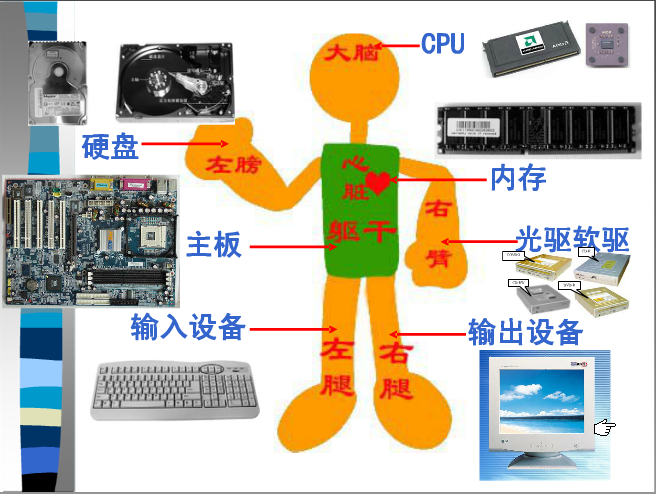 大脑
CPU
AMD
硬盘
左膀
心
脏
内存
右
臂
主板
躯干
光驱软驱
输入设备
输出设备
左
腿
右
腿